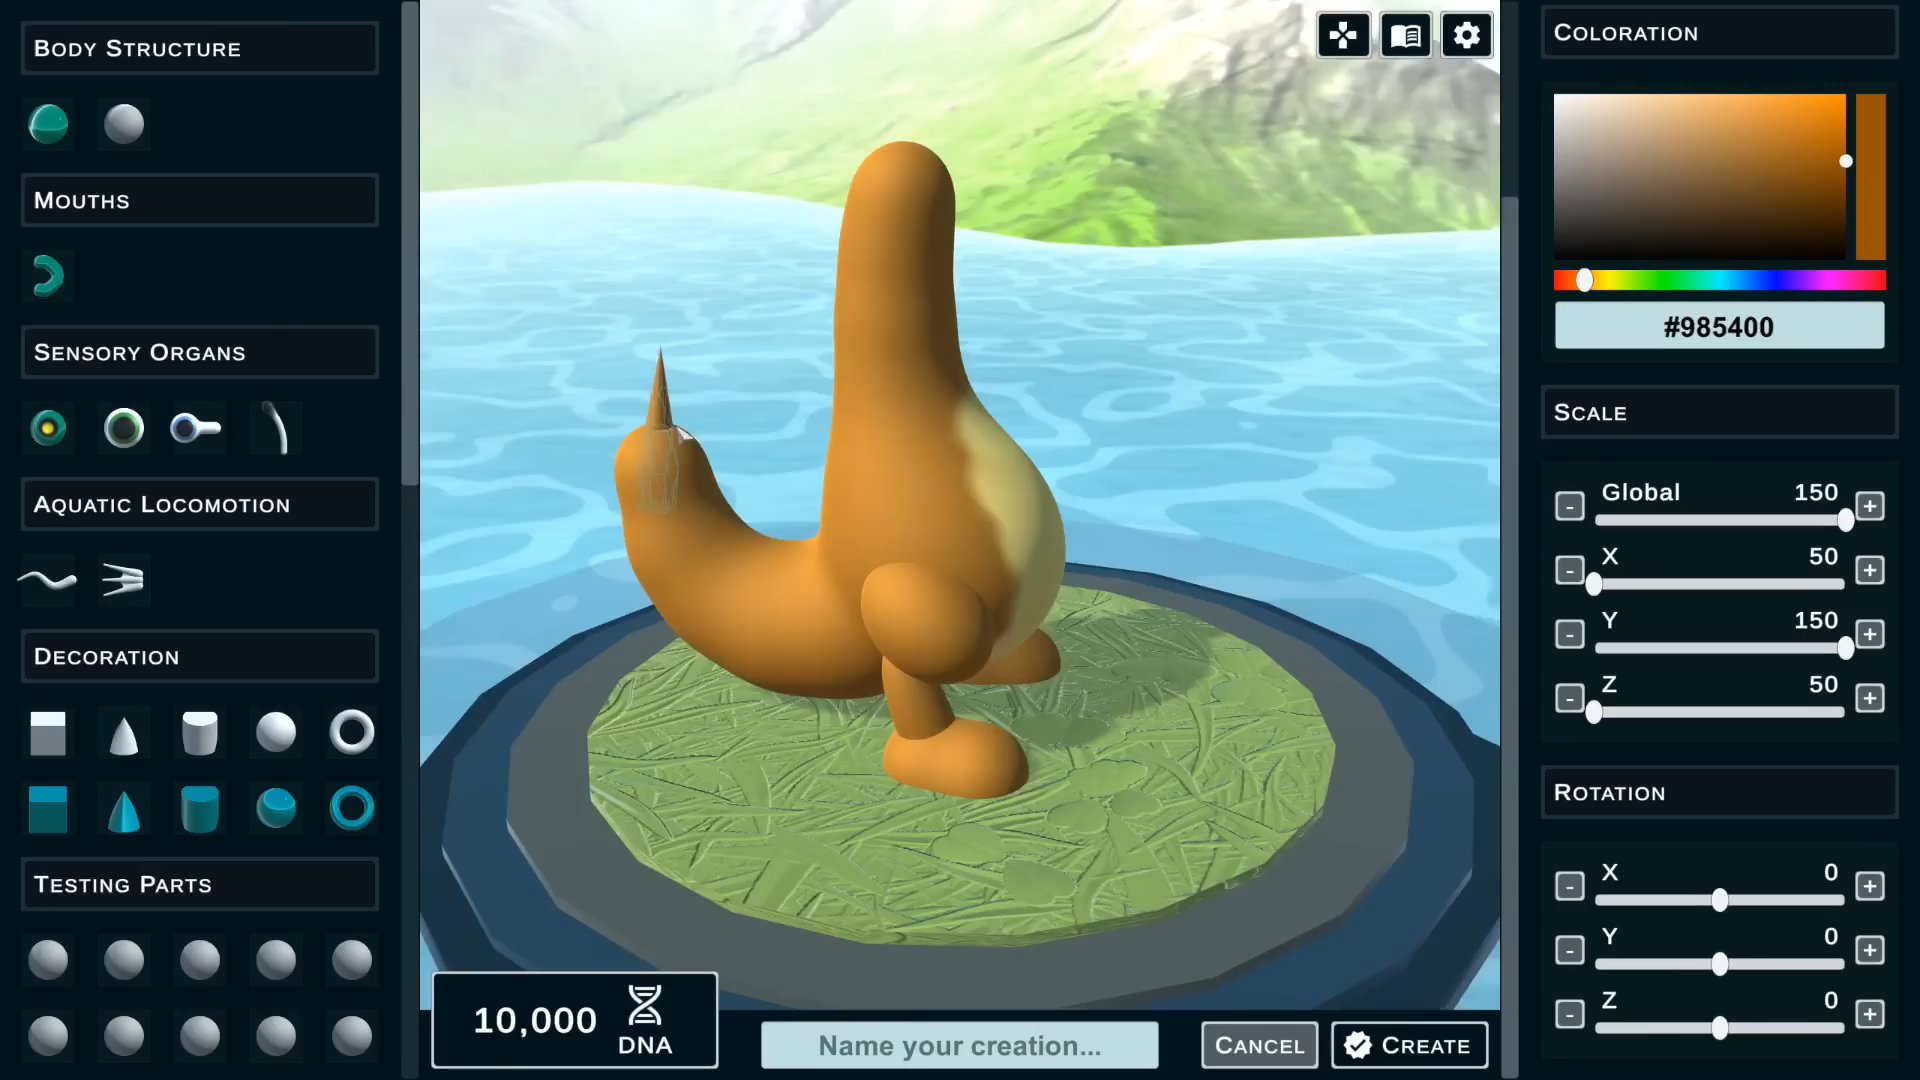 BODY STRUCTURE
MOUTHS
SENSORY ORGANS
AQUATIC LOCOMOTION
DECORATION
TESTING PARTS
10,000
DNA
Name your creation...
CANCEL
CREATE
COLORATION
#985400
SCALE
Global 150
- +
X 50
- +
Y 150
- +
Z 50
- +
ROTATION
X 0
- +
Y 0
- +
Z 0
- +